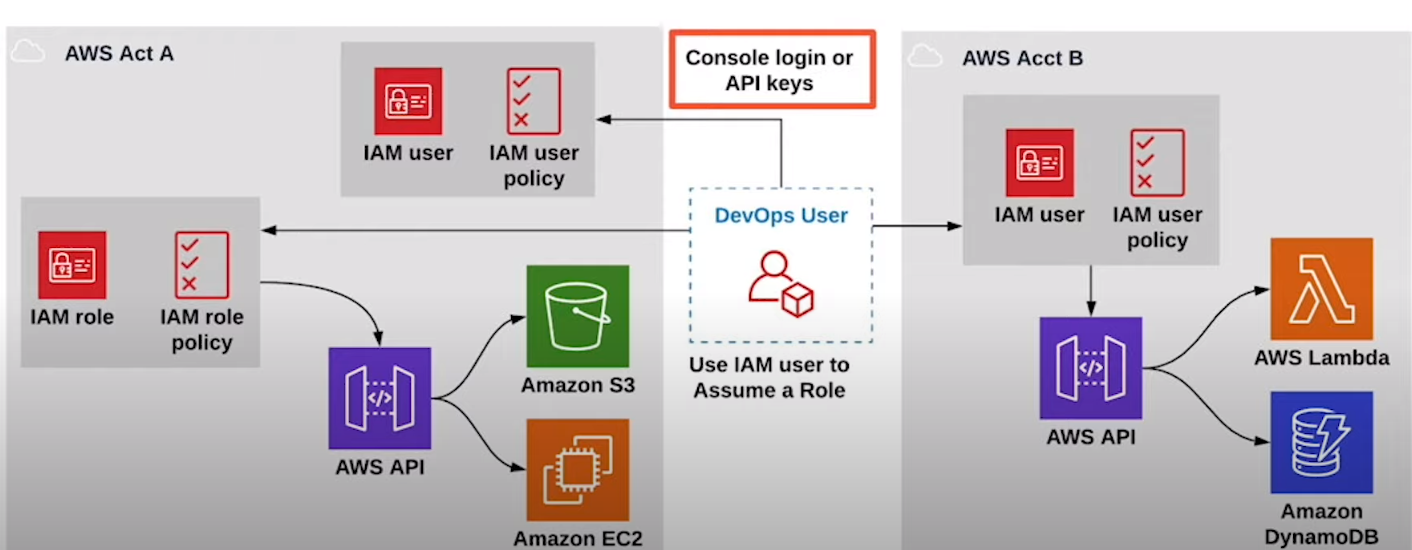 AWS Act A
IAM user
IAM user
policy
IAM role
IAM role
policy
AWS API
Amazon S3
Amazon EC2
Console login or
API keys
DevOps User
Use IAM user to
Assume a Role
AWS Acct B
IAM user
IAM user
policy
AWS API
AWS Lambda
Amazon
DynamoDB